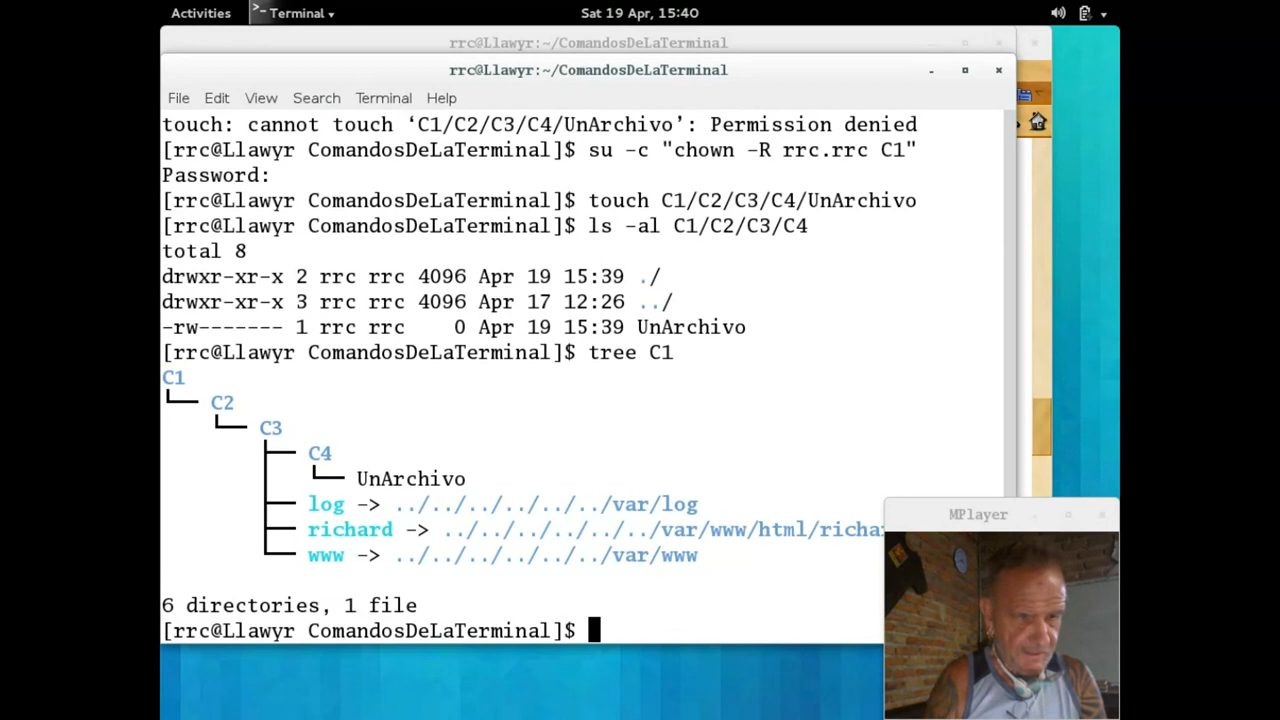 Activities Terminal Sat 19 Apr, 15:40
rrc@Llawyr:~/ComandosDeLaTerminal
rrc@Llawyr:~/ComandosDeLaTerminal
File Edit View Search Terminal Help
touch: cannot touch ‘C1/C2/C3/C4/UnArchivo’: Permission denied
[rrc@Llawyr ComandosDeLaTerminal]$ su -c "chown -R rrc.rrc C1"
Password:
[rrc@Llawyr ComandosDeLaTerminal]$ touch C1/C2/C3/C4/UnArchivo
[rrc@Llawyr ComandosDeLaTerminal]$ ls -al C1/C2/C3/C4
total 8
drwxr-xr-x 2 rrc rrc 4096 Apr 19 15:39 ./
drwxr-xr-x 3 rrc rrc 4096 Apr 17 12:26 ../
-rw------- 1 rrc rrc    0 Apr 19 15:39 UnArchivo
[rrc@Llawyr ComandosDeLaTerminal]$ tree C1
C1
└── C2
    └── C3
        ├── C4
        │   └── UnArchivo
        ├── log -> ../../../../../../var/log
        ├── richard -> ../../../../../../var/www/html/richar
        └── www -> ../../../../../../var/www
6 directories, 1 file
[rrc@Llawyr ComandosDeLaTerminal]$
MPlayer